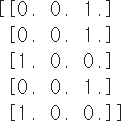 [[0. 0. 1.]
[0. 0. 1.]
[1. 0. 0.]
[0. 0. 1.]
[1. 0. 0.]]